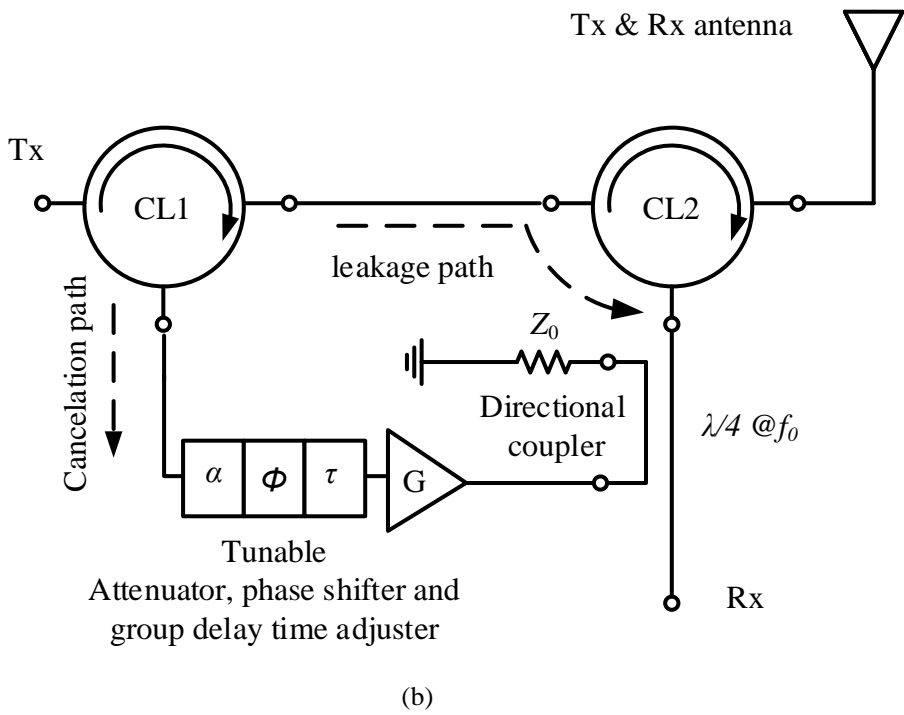 Tx & Rx antenna
Tx
CL1
CL2
leakage path
Cancelation path
Z0
Directional
coupler
λ/4 @f0
α
Φ
τ
G
Tunable
Attenuator, phase shifter and
group delay time adjuster
Rx
(b)